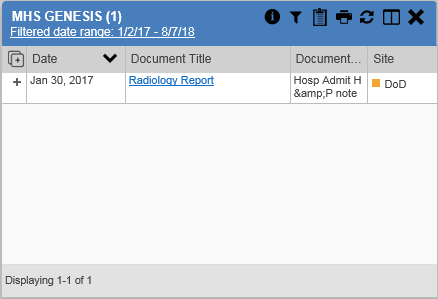 MHS GENESIS (1)
Filtered date range: 1/2/17 - 8/7/18
Date Document Title Document... Site
Jan 30, 2017 Radiology Report Hosp Admit H DoD
&amp;P note
Displaying 1-1 of 1